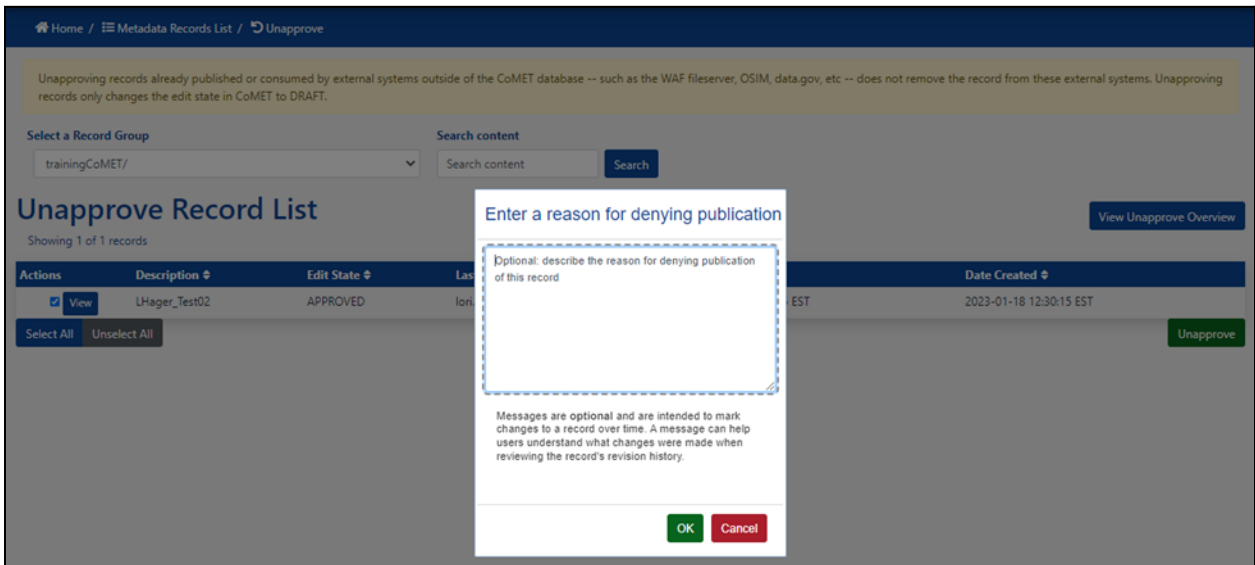 Home / Metadata Records List / Unapprove
Unapproving records already published or consumed by external systems outside of the CoMET database -- such as the WAF fileserver, OSIM, data.gov, etc -- does not remove the record from these external systems. Unapproving
records only changes the edit state in CoMET to DRAFT.
Select a Record Group Search content
trainingCoMET/ Search content Search
Unapprove Record List
View Unapprove Overview
Showing 1 of 1 records
Actions Description Edit State Las Date Created
View LHager_Test02 APPROVED lori. EST 2023-01-18 12:30:15 EST
Select All Unselect All Unapprove
Enter a reason for denying publication
Optional: describe the reason for denying publication
of this record
Messages are optional and are intended to mark
changes to a record over time. A message can help
users understand what changes were made when
reviewing the record's revision history.
OK Cancel